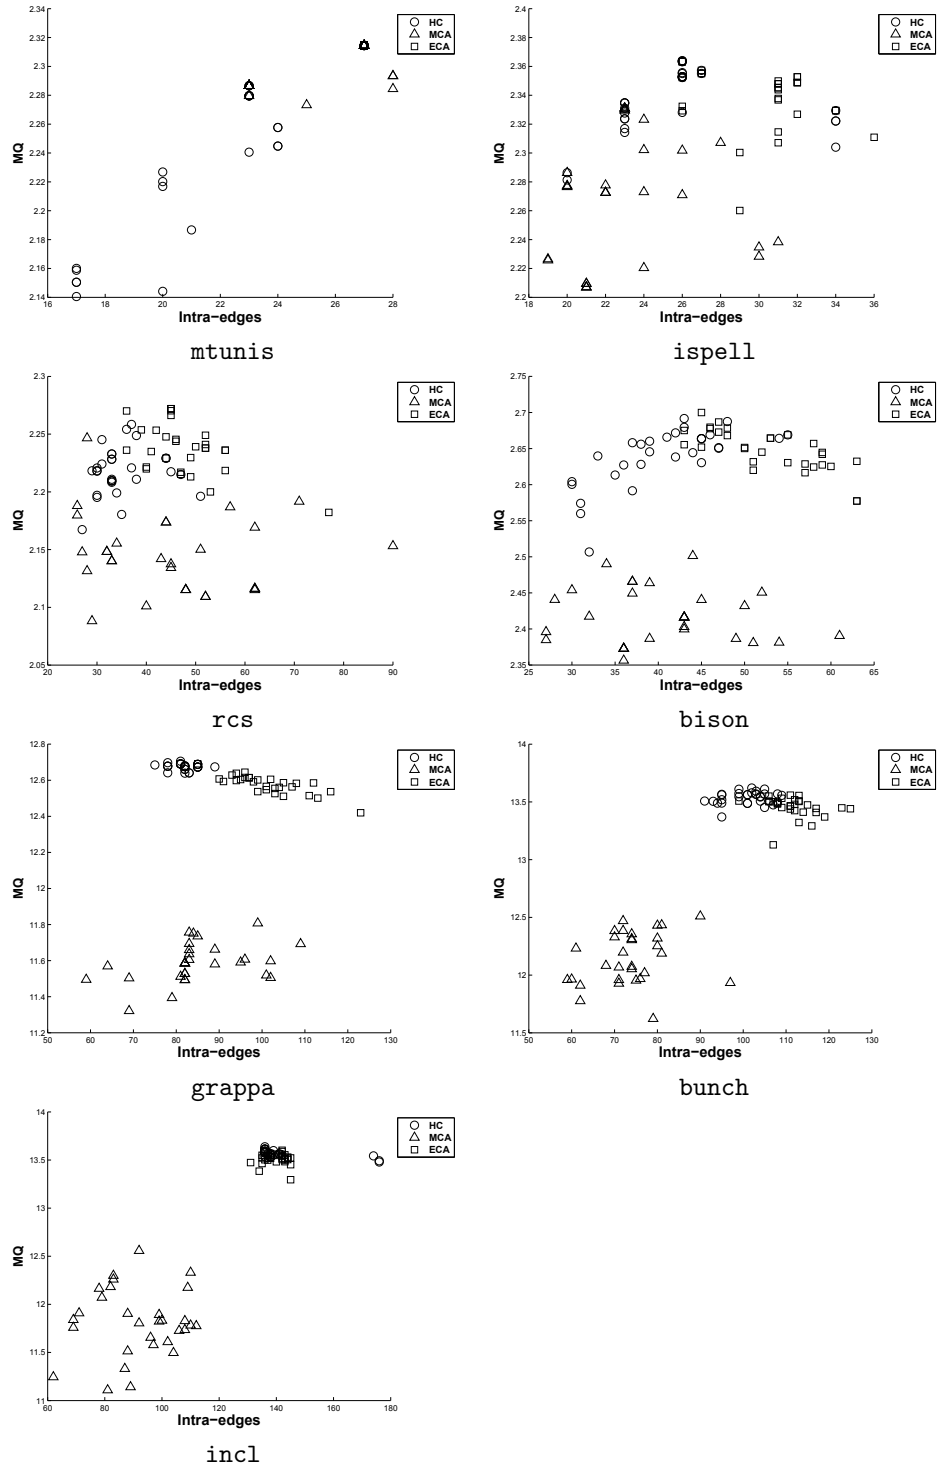 MQ
2.34
2.32
2.3
2.28
2.26
2.24
2.22
2.2
2.18
2.16
2.14
16 18 20 22 24 26 28
Intra-edges
HC
MCA
ECA
mtunis
MQ
2.4
2.38
2.36
2.34
2.32
2.3
2.28
2.26
2.24
2.22
2.2
18 20 22 24 26 28 30 32 34 36
Intra-edges
HC
MCA
ECA
ispell
MQ
2.3
2.25
2.2
2.15
2.1
2.05
20 30 40 50 60 70 80 90
Intra-edges
HC
MCA
ECA
rcs
MQ
2.75
2.7
2.65
2.6
2.55
2.5
2.45
2.4
2.35
25 30 35 40 45 50 55 60 65
Intra-edges
HC
MCA
ECA
bison
MQ
12.8
12.6
12.4
12.2
12
11.8
11.6
11.4
11.2
50 60 70 80 90 100 110 120 130
Intra-edges
HC
MCA
ECA
grappa
MQ
14
13.5
13
12.5
12
11.5
50 60 70 80 90 100 110 120 130
Intra-edges
HC
MCA
ECA
bunch
MQ
14
13.5
13
12.5
12
11.5
11
60 80 100 120 140 160 180
Intra-edges
HC
MCA
ECA
incl